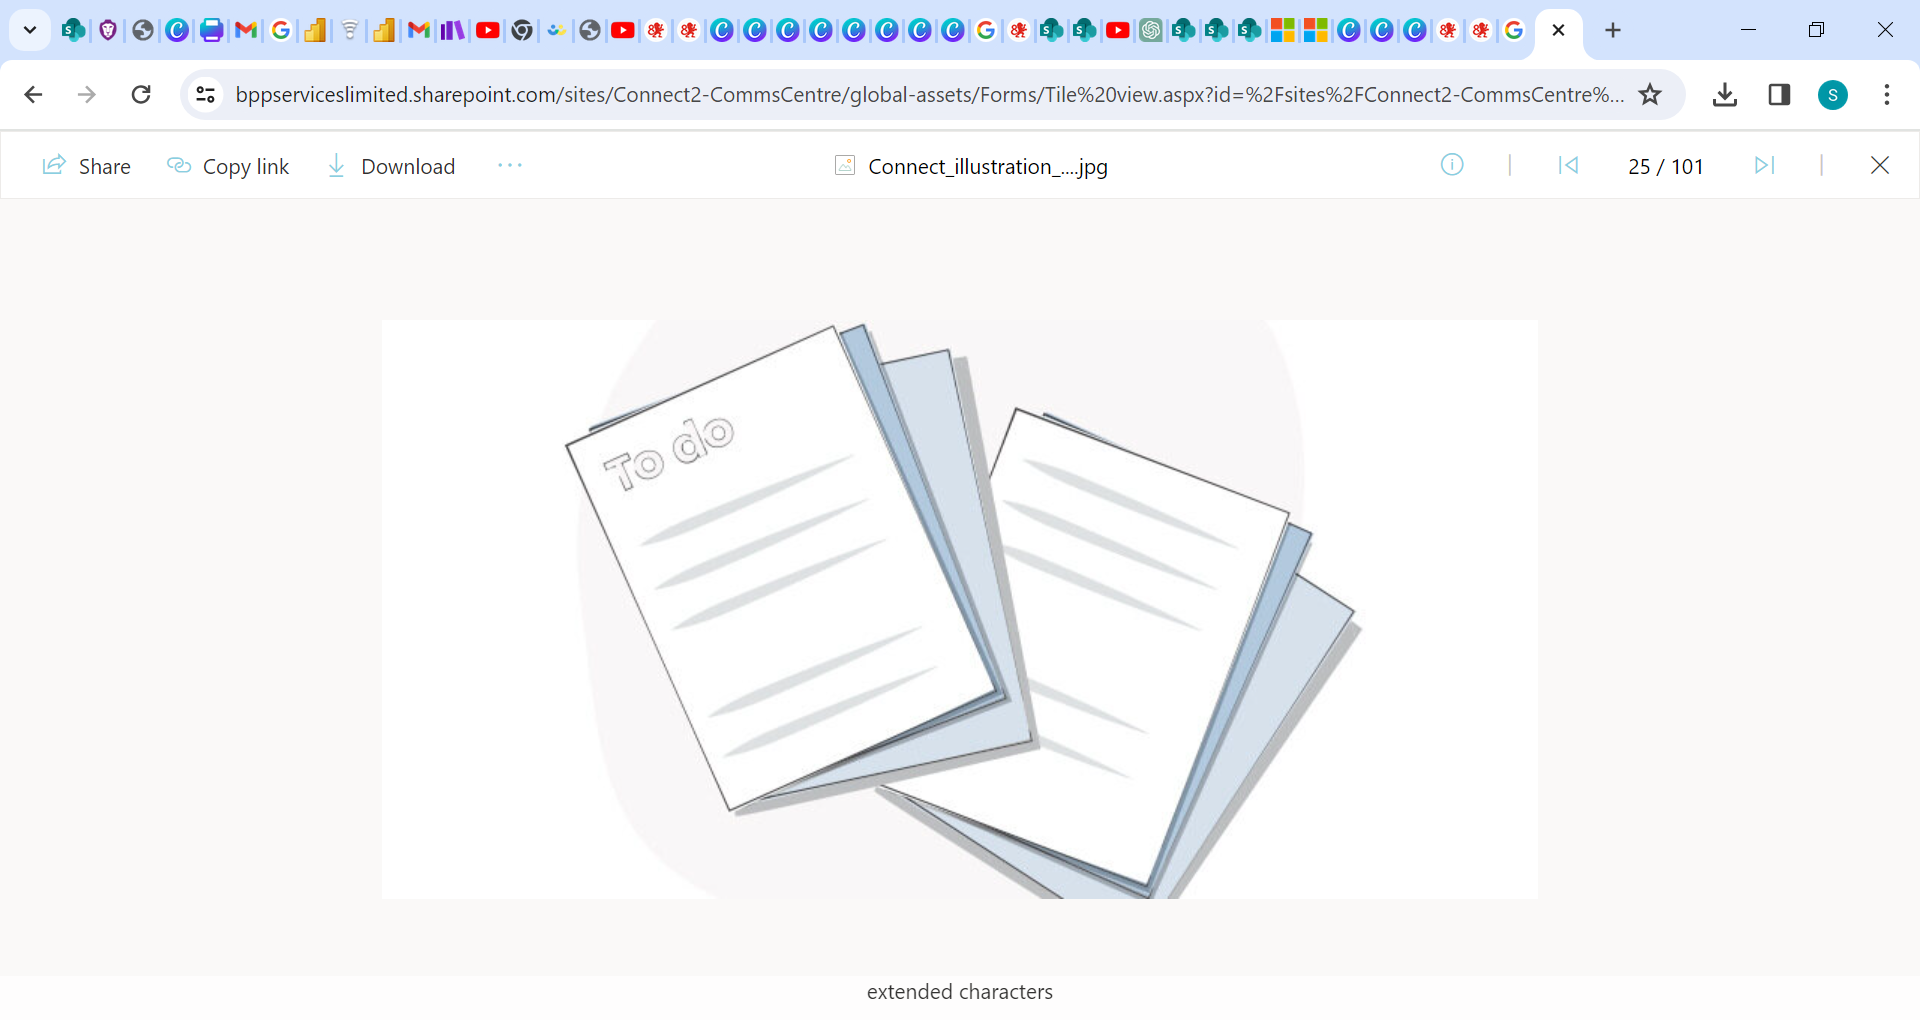 bppserviceslimited.sharepoint.com/sites/Connect2-CommsCentre/global-assets/Forms/Tile%20view.aspx?id=%2Fsites%2FConnect2-CommsCentre%...
S
Share
Copy link
Download
Connect_illustration_....jpg
25 / 101
To do
extended characters